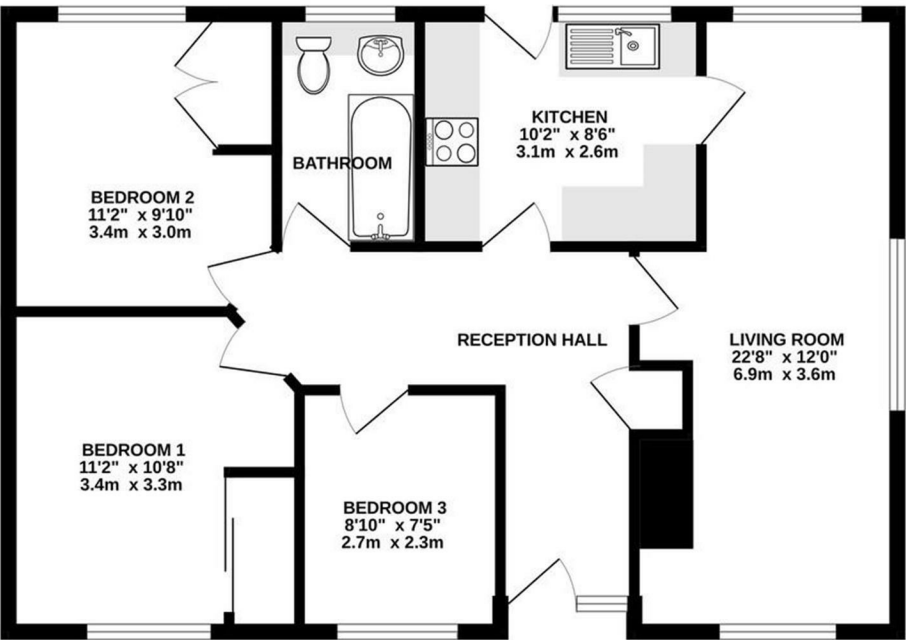 KITCHEN
10'2" x 8'6"
3.1m x 2.6m
BATHROOM
BEDROOM 2
11'2" x 9'10"
3.4m x 3.0m
RECEPTION HALL
LIVING ROOM
22'8" x 12'0"
6.9m x 3.6m
BEDROOM 1
11'2" x 10'8"
3.4m x 3.3m
BEDROOM 3
8'10" x 7'5"
2.7m x 2.3m